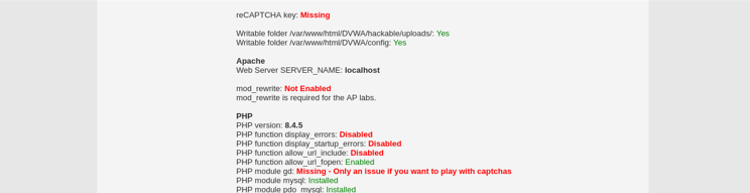 reCAPTCHA key: Missing
Writable folder /var/www/html/DVWA/hackable/uploads/: Yes
Writable folder /var/www/html/DVWA/config: Yes
Apache
Web Server SERVER_NAME: localhost
mod_rewrite: Not Enabled
mod_rewrite is required for the AP labs.
PHP
PHP version: 8.4.5
PHP function display_errors: Disabled
PHP function display_startup_errors: Disabled
PHP function allow_url_include: Disabled
PHP function allow_url_fopen: Enabled
PHP module gd: Missing - Only an issue if you want to play with captchas
PHP module mysql: Installed
PHP module pdo_mysql: Installed